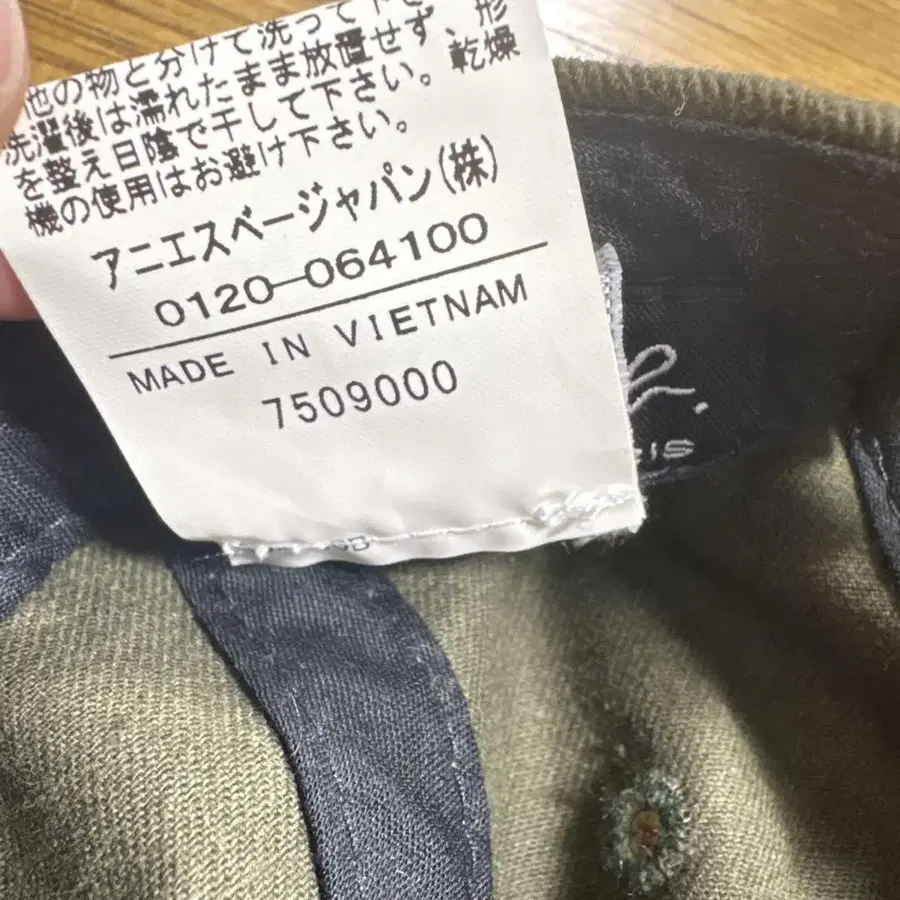 他の物と分けて洗って下さ
洗濯後は濡れたまま放置せず、形
を整え日陰で干して下さい。乾燥
機の使用はお避け下さい。
アニエスベージャパン(株)
0120-064100
MADE IN VIETNAM
7509000
b.